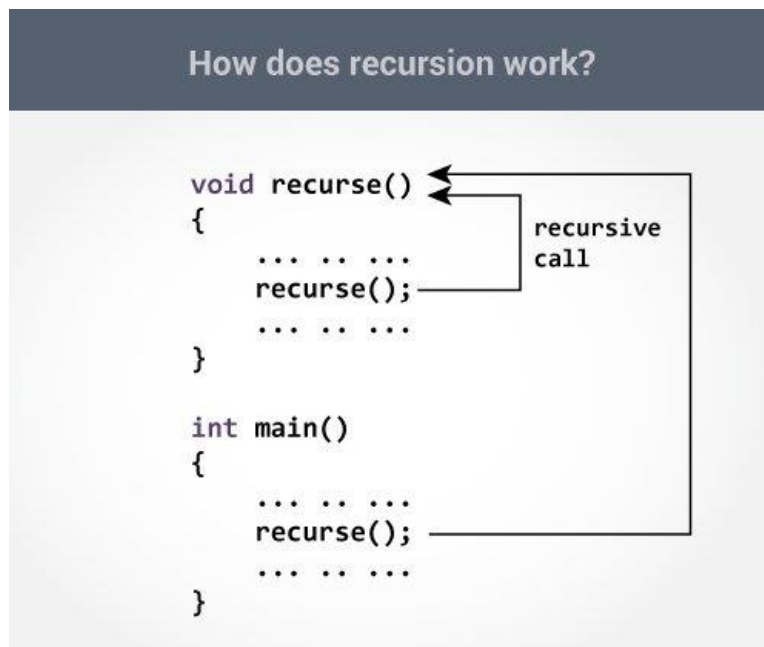 How does recursion work?
void recurse()
{
... .. ...
recurse();
... .. ...
}
recursive
call
int main()
{
... .. ...
recurse();
... .. ...
}